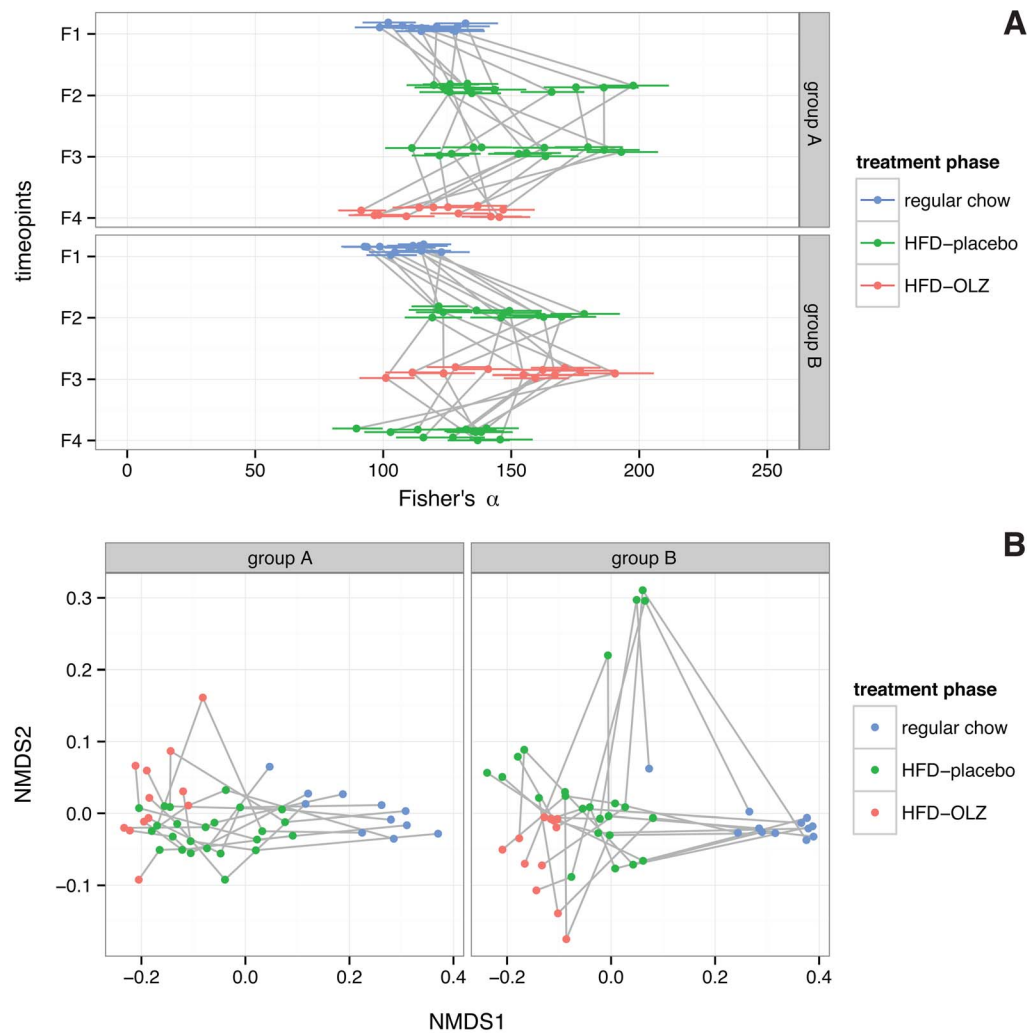 A
F1
F2
F3
F4
group A
F1
F2
F3
F4
group B
timeopints
0 50 100 150 200 250
Fisher's α
treatment phase
regular chow
HFD−placebo
HFD−OLZ
B
group A group B
0.3
0.2
0.1
0.0
−0.1
NMDS2
−0.2 0.0 0.2 0.4 −0.2 0.0 0.2 0.4
NMDS1
treatment phase
regular chow
HFD−placebo
HFD−OLZ